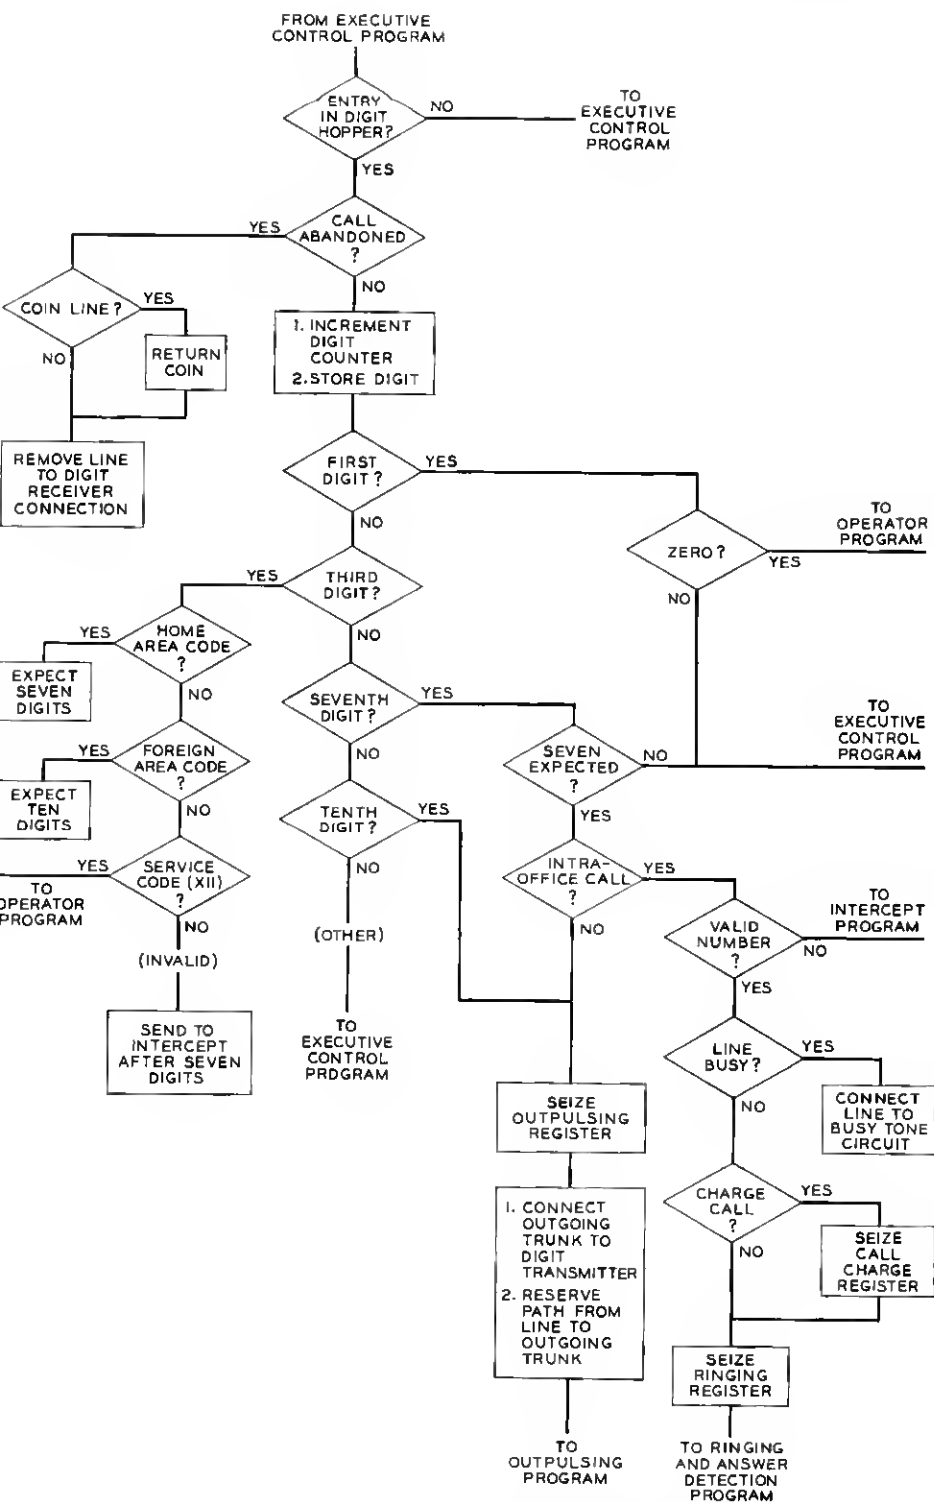 FROM EXECUTIVE
CONTROL PROGRAM
ENTRY
IN DIGIT
HOPPER?
NO
TO
EXECUTIVE
CONTROL
PROGRAM
YES
CALL
ABANDONED
?
YES
NO
COIN LINE?
YES
NO
RETURN
COIN
REMOVE LINE
TO DIGIT
RECEIVER
CONNECTION
1. INCREMENT
DIGIT
COUNTER
2. STORE DIGIT
FIRST
DIGIT?
YES
NO
ZERO?
YES
TO
OPERATOR
PROGRAM
NO
THIRD
DIGIT?
YES
NO
HOME
AREA CODE
?
YES
EXPECT
SEVEN
DIGITS
NO
FOREIGN
AREA CODE
?
YES
EXPECT
TEN
DIGITS
NO
SERVICE
CODE (X11)
?
YES
TO
OPERATOR
PROGRAM
NO
(INVALID)
SEND TO
INTERCEPT
AFTER SEVEN
DIGITS
SEVENTH
DIGIT?
YES
NO
TENTH
DIGIT?
YES
NO
(OTHER)
TO
EXECUTIVE
CONTROL
PRDGRAM
SEVEN
EXPECTED
?
NO
TO
EXECUTIVE
CONTROL
PROGRAM
YES
INTRA-
OFFICE CALL
?
YES
NO
VALID
NUMBER
?
NO
TO
INTERCEPT
PROGRAM
YES
LINE
BUSY?
YES
CONNECT
LINE TO
BUSY TONE
CIRCUIT
NO
CHARGE
CALL
?
YES
SEIZE
CALL
CHARGE
REGISTER
NO
SEIZE
RINGING
REGISTER
TO RINGING
AND ANSWER
DETECTION
PROGRAM
SEIZE
OUTPULSING
REGISTER
1. CONNECT
OUTGOING
TRUNK TO
DIGIT
TRANSMITTER
2. RESERVE
PATH FROM
LINE TO
OUTGOING
TRUNK
TO
OUTPULSING
PROGRAM